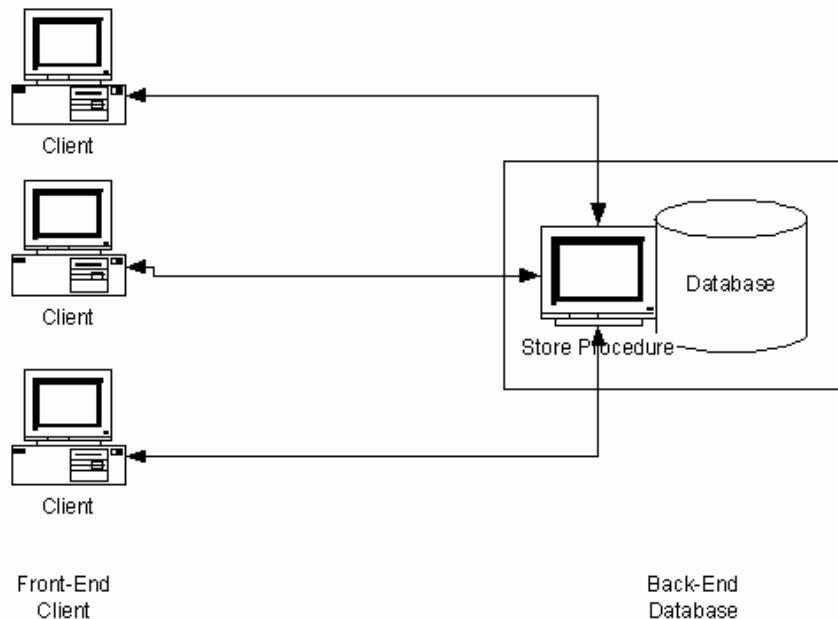 Client
Client
Database
Store Procedure
Client
Front-End
Client
Back-End
Database